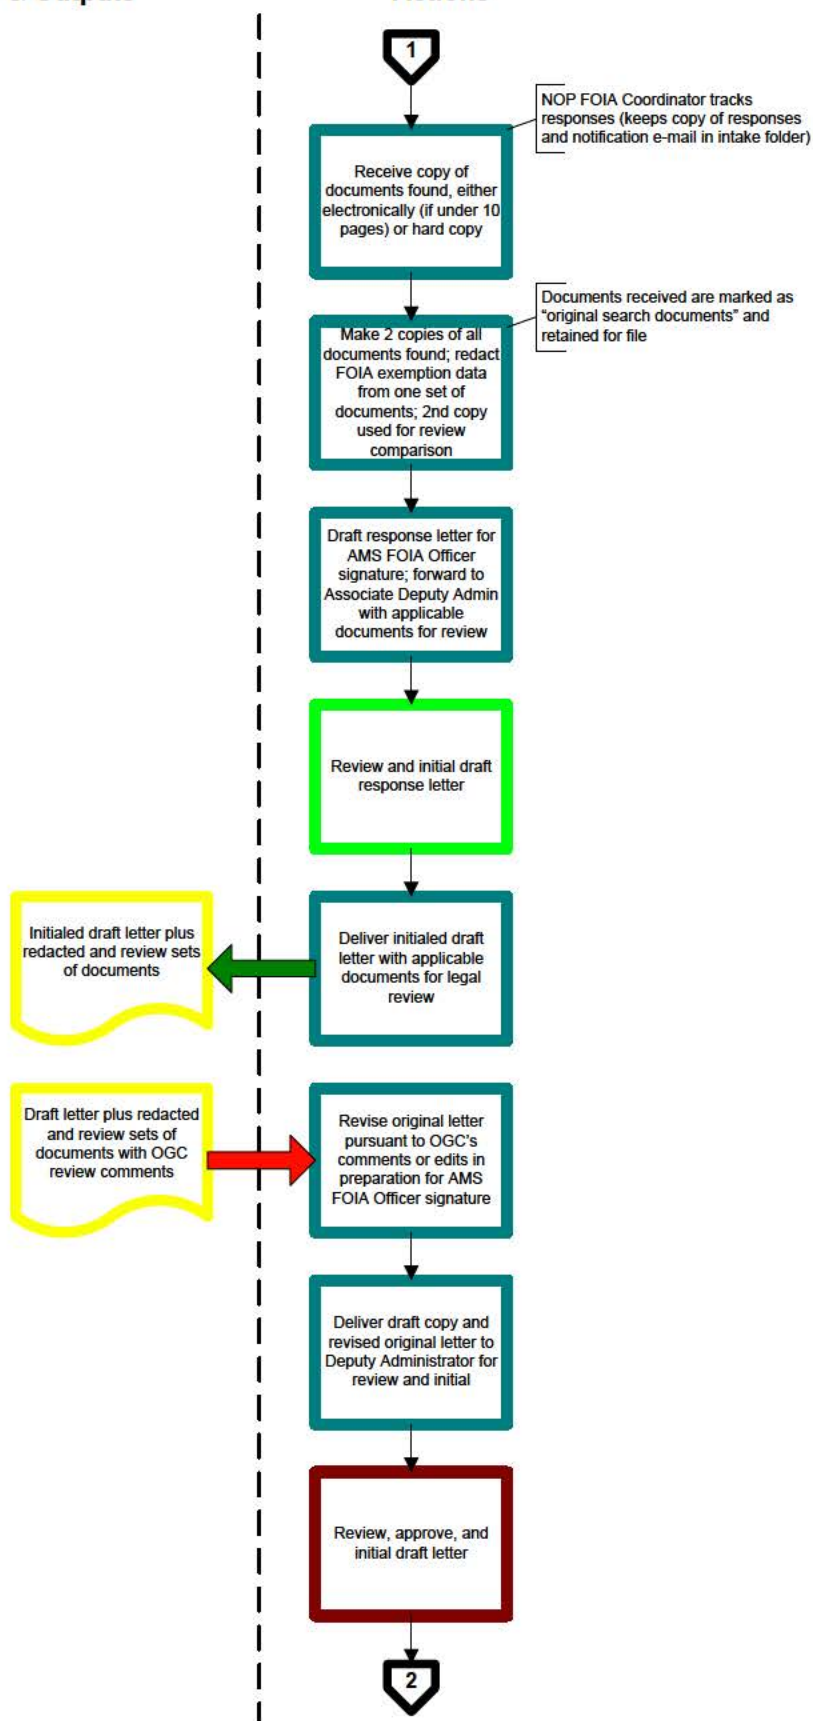 1
NOP FOIA Coordinator tracks
responses (keeps copy of responses
and notification e-mail in intake folder)
Receive copy of
documents found, either
electronically (if under 10
pages) or hard copy
Documents received are marked as
“original search documents” and
retained for file
Make 2 copies of all
documents found; redact
FOIA exemption data
from one set of
documents; 2nd copy
used for review
comparison
Draft response letter for
AMS FOIA Officer
signature; forward to
Associate Deputy Admin
with applicable
documents for review
Review and initial draft
response letter
Initialed draft letter plus
redacted and review sets
of documents
Deliver initialed draft
letter with applicable
documents for legal
review
Draft letter plus redacted
and review sets of
documents with OGC
review comments
Revise original letter
pursuant to OGC's
comments or edits in
preparation for AMS
FOIA Officer signature
Deliver draft copy and
revised original letter to
Deputy Administrator for
review and initial
Review, approve, and
initial draft letter
2